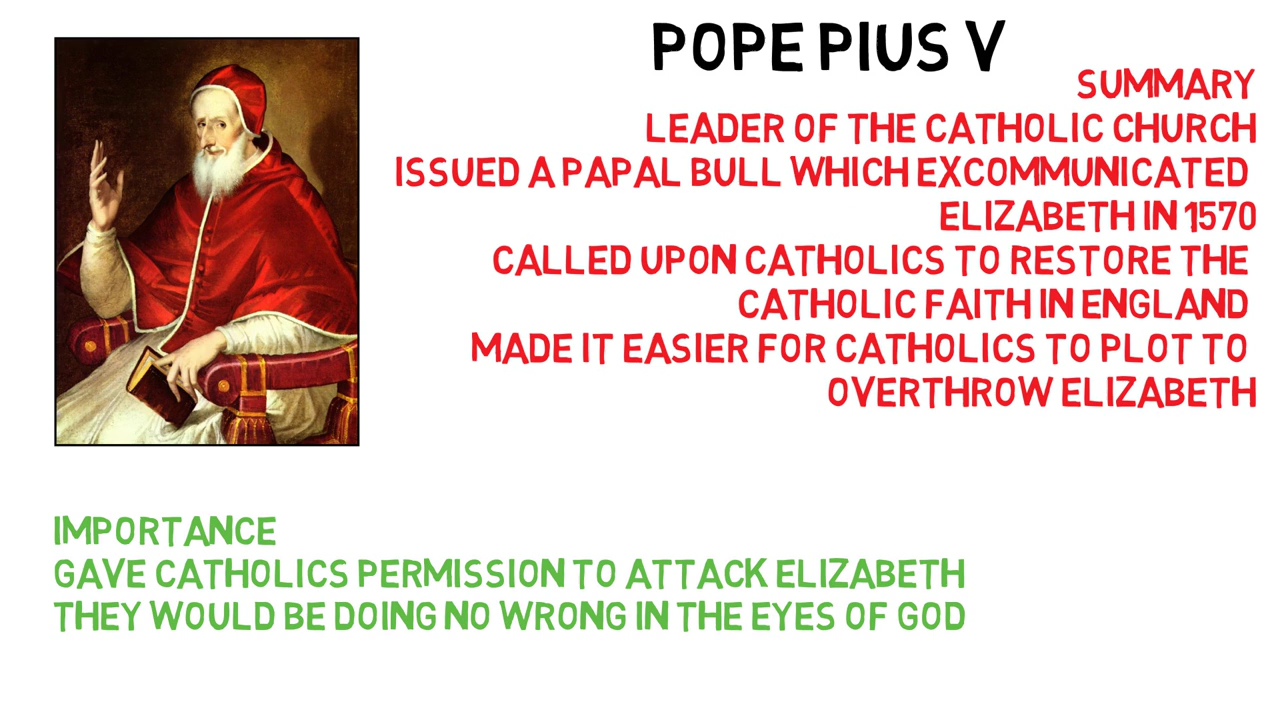 POPE PIUS V
SUMMARY
LEADER OF THE CATHOLIC CHURCH
ISSUED A PAPAL BULL WHICH EXCOMMUNICATED
ELIZABETH IN 1570
CALLED UPON CATHOLICS TO RESTORE THE
CATHOLIC FAITH IN ENGLAND
MADE IT EASIER FOR CATHOLICS TO PLOT TO
OVERTHROW ELIZABETH
IMPORTANCE
GAVE CATHOLICS PERMISSION TO ATTACK ELIZABETH
THEY WOULD BE DOING NO WRONG IN THE EYES OF GOD